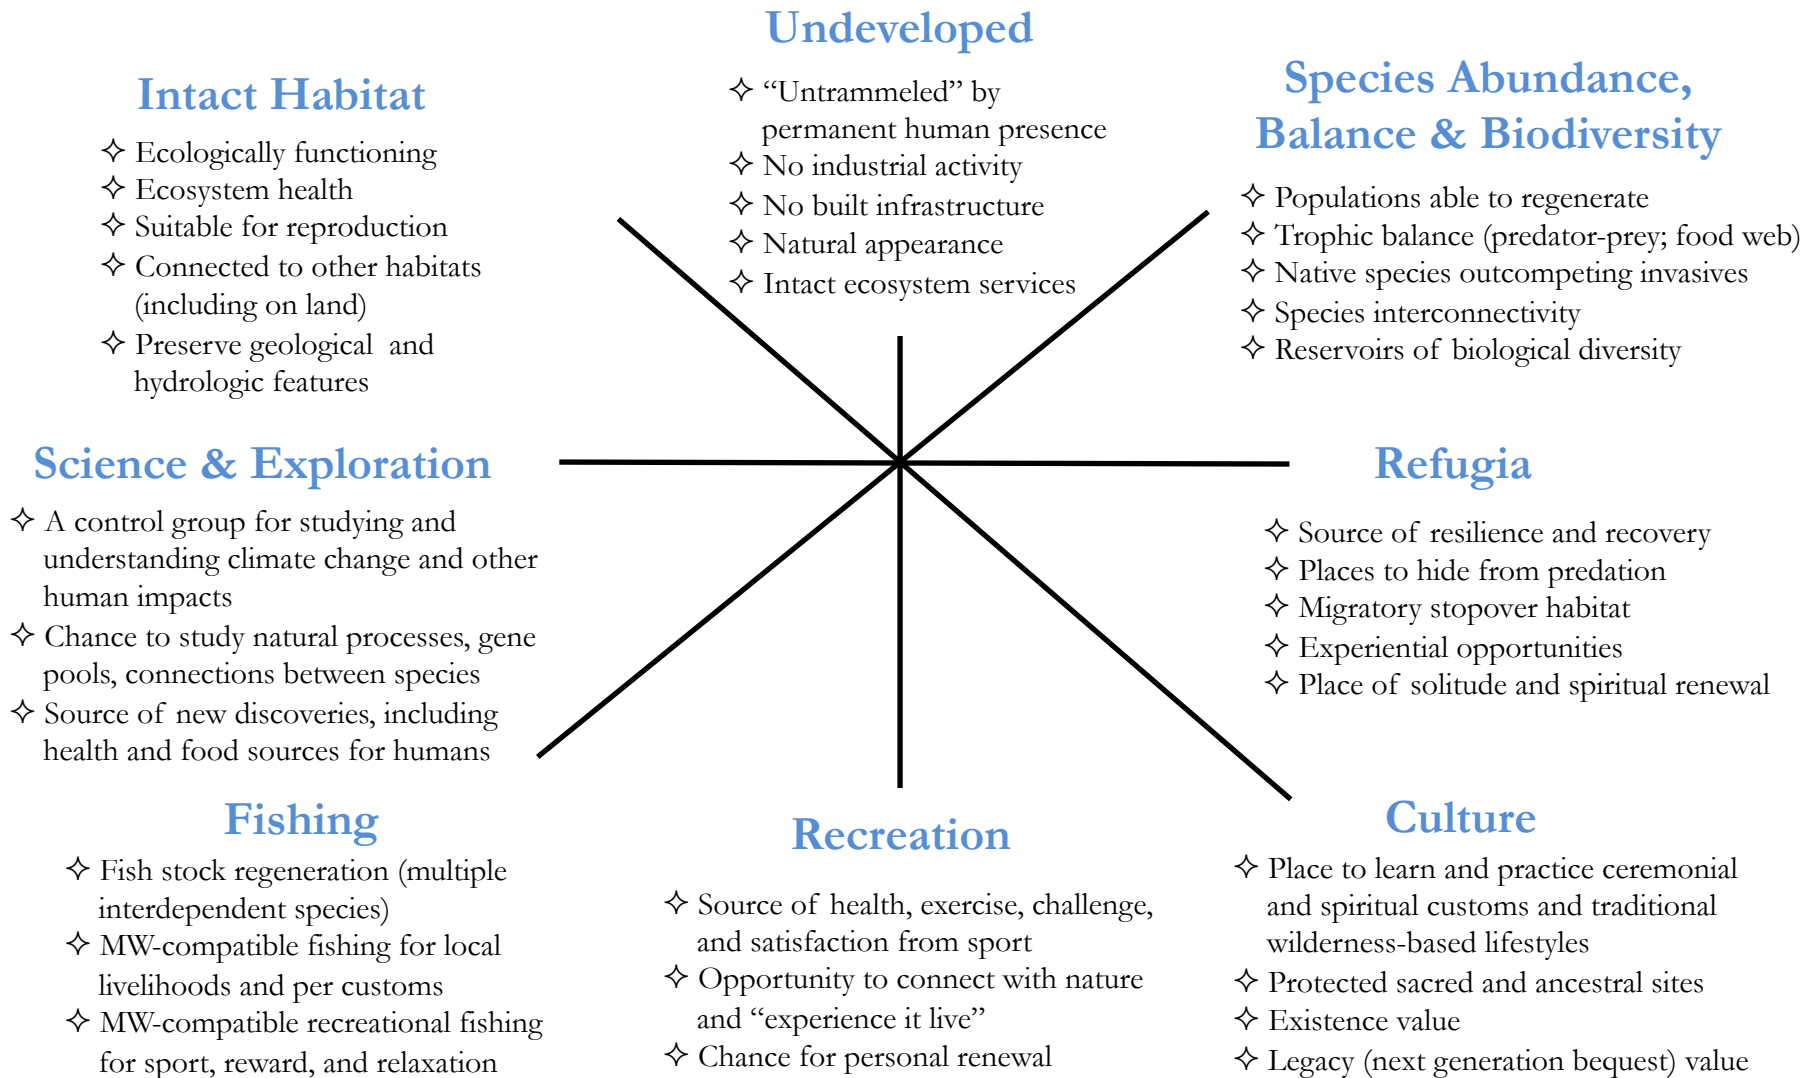 Undeveloped
✧ “Untrammeled” by
permanent human presence
✧ No industrial activity
✧ No built infrastructure
✧ Natural appearance
✧ Intact ecosystem services
Intact Habitat
✧ Ecologically functioning
✧ Ecosystem health
✧ Suitable for reproduction
✧ Connected to other habitats
(including on land)
✧ Preserve geological and
hydrologic features
Species Abundance,
Balance & Biodiversity
✧ Populations able to regenerate
✧ Trophic balance (predator-prey; food web)
✧ Native species outcompeting invasives
✧ Species interconnectivity
✧ Reservoirs of biological diversity
Science & Exploration
✧ A control group for studying and
understanding climate change and other
human impacts
✧ Chance to study natural processes, gene
pools, connections between species
✧ Source of new discoveries, including
health and food sources for humans
Refugia
✧ Source of resilience and recovery
✧ Places to hide from predation
✧ Migratory stopover habitat
✧ Experiential opportunities
✧ Place of solitude and spiritual renewal
Fishing
✧ Fish stock regeneration (multiple
interdependent species)
✧ MW-compatible fishing for local
livelihoods and per customs
✧ MW-compatible recreational fishing
for sport, reward, and relaxation
Recreation
✧ Source of health, exercise, challenge,
and satisfaction from sport
✧ Opportunity to connect with nature
and “experience it live”
✧ Chance for personal renewal
Culture
✧ Place to learn and practice ceremonial
and spiritual customs and traditional
wilderness-based lifestyles
✧ Protected sacred and ancestral sites
✧ Existence value
✧ Legacy (next generation bequest) value